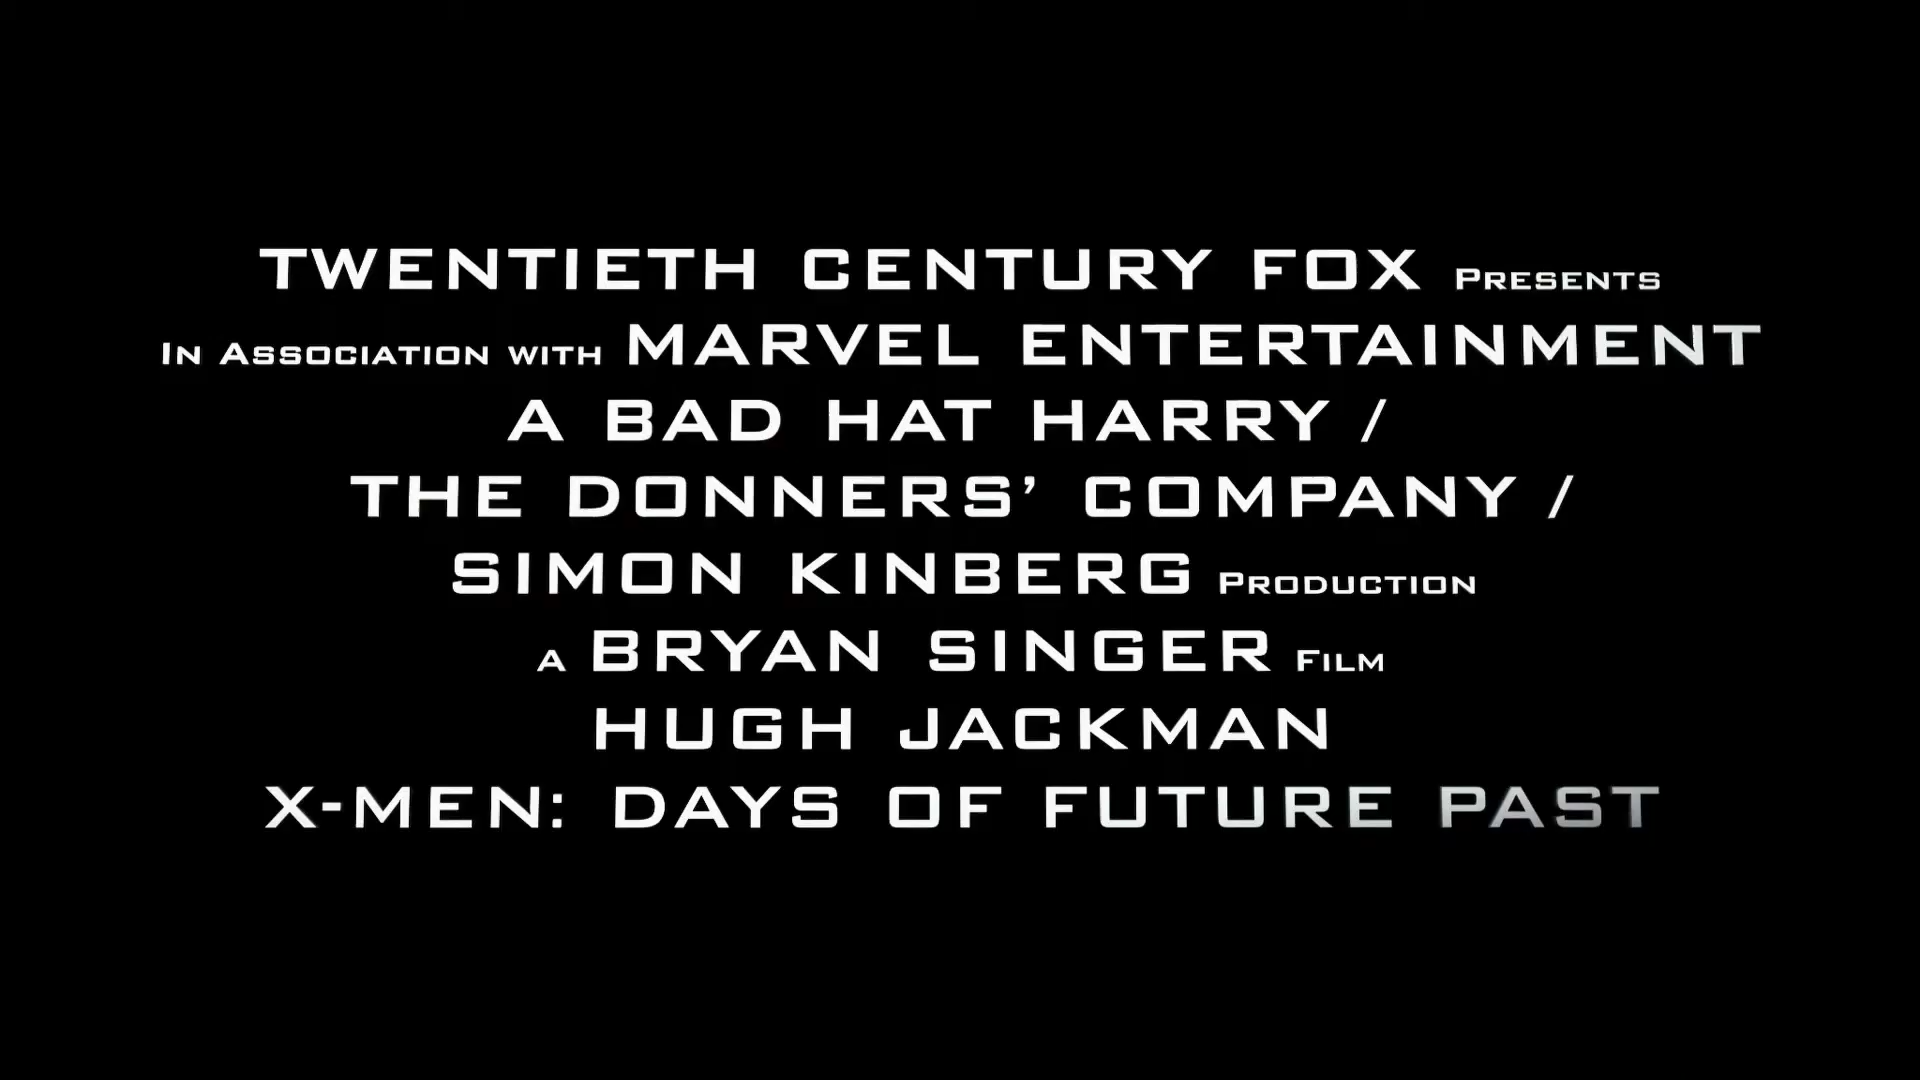 TWENTIETH CENTURY FOX PRESENTS
IN ASSOCIATION WITH MARVEL ENTERTAINMENT
A BAD HAT HARRY /
THE DONNERS’ COMPANY /
SIMON KINBERG PRODUCTION
A BRYAN SINGER FILM
HUGH JACKMAN
X-MEN: DAYS OF FUTURE PAST